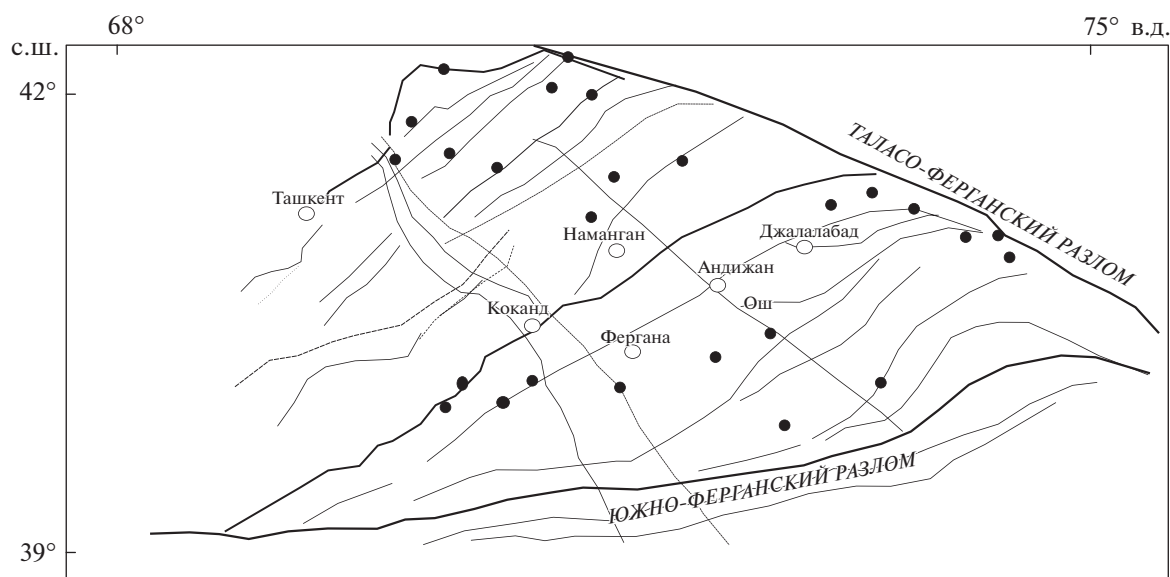 68°
75° в.д.
с.ш.
42°
ТАЛАСО-ФЕРГАНСКИЙ РАЗЛОМ
Ташкент
Наманган
Джалалабад
Андижан
Ош
Коканд
Фергана
ЮЖНО-ФЕРГАНСКИЙ РАЗЛОМ
39°